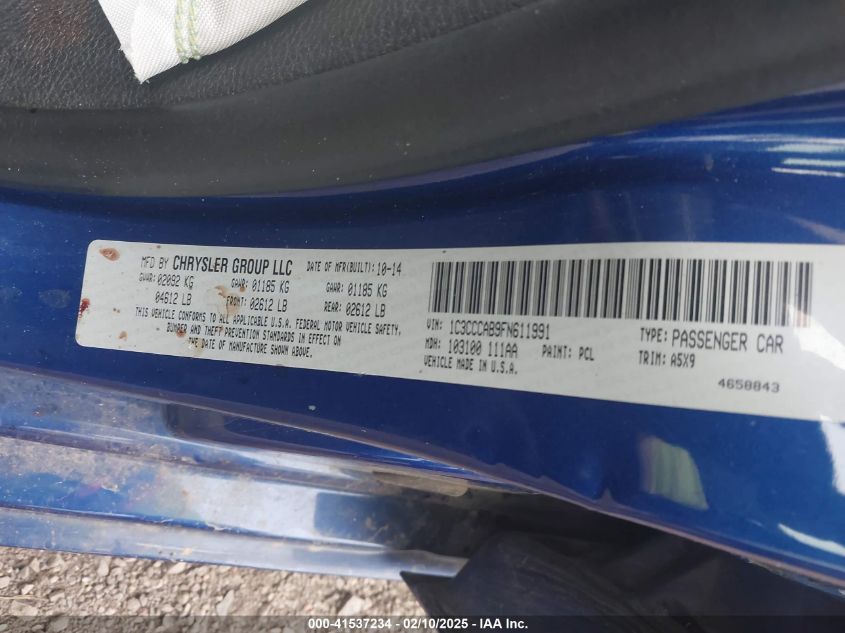 MFD BY CHRYSLER GROUP LLC DATE OF MFR(BUILT): 10-14
GVWR: 02092 KG GAWR: 01185 KG GAWR: 01185 KG
04612 LB FRONT: 02612 LB REAR: 02612 LB
THIS VEHICLE CONFORMS TO ALL APPLICABLE U.S.A. FEDERAL MOTOR VEHICLE SAFETY,
BUMPER AND THEFT PREVENTION STANDARDS IN EFFECT ON
THE DATE OF MANUFACTURE SHOWN ABOVE.
VIN: 1C3CCCAB9FN611991 TYPE: PASSENGER CAR
MDH: 103100 111AA PAINT: PCL TRIM: A5X9
VEHICLE MADE IN U.S.A.
4658843
000-41537234 - 02/10/2025 - IAA Inc.